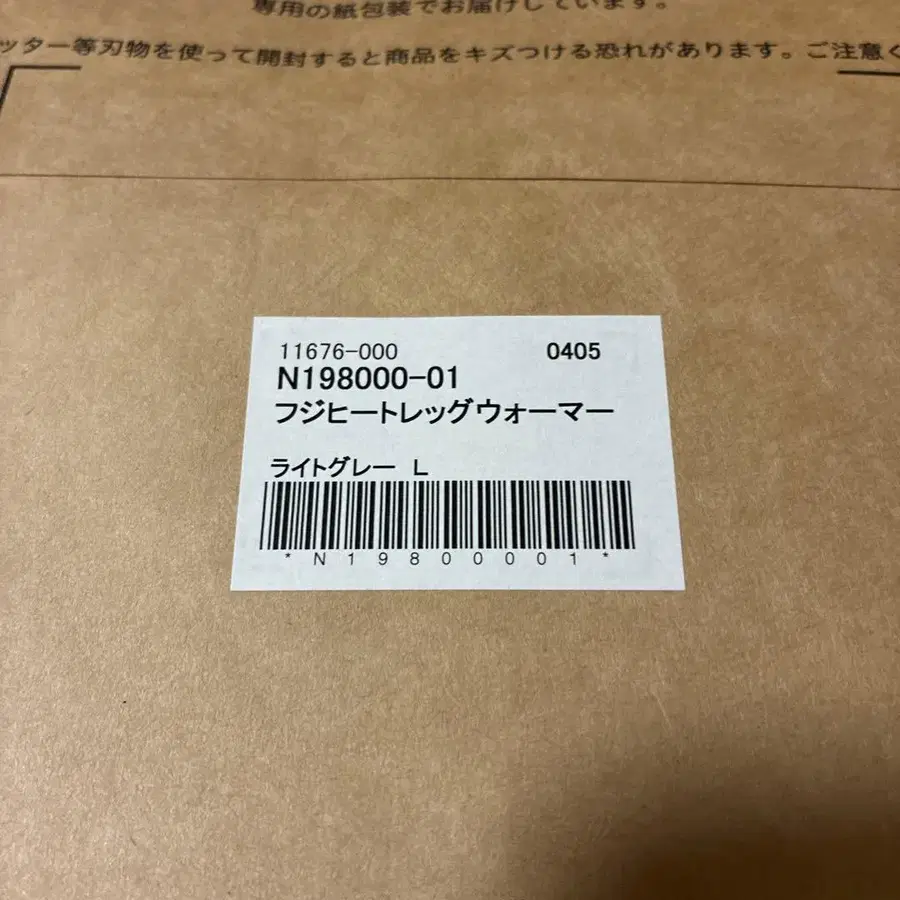 専用の紙包装でお届けしています。
ッター等刃物を使って開封すると商品をキズつける恐れがあります。ご注意く
11676-000 0405
N198000-01
フジヒートレッグウォーマー
ライトグレー L
*N19800001*